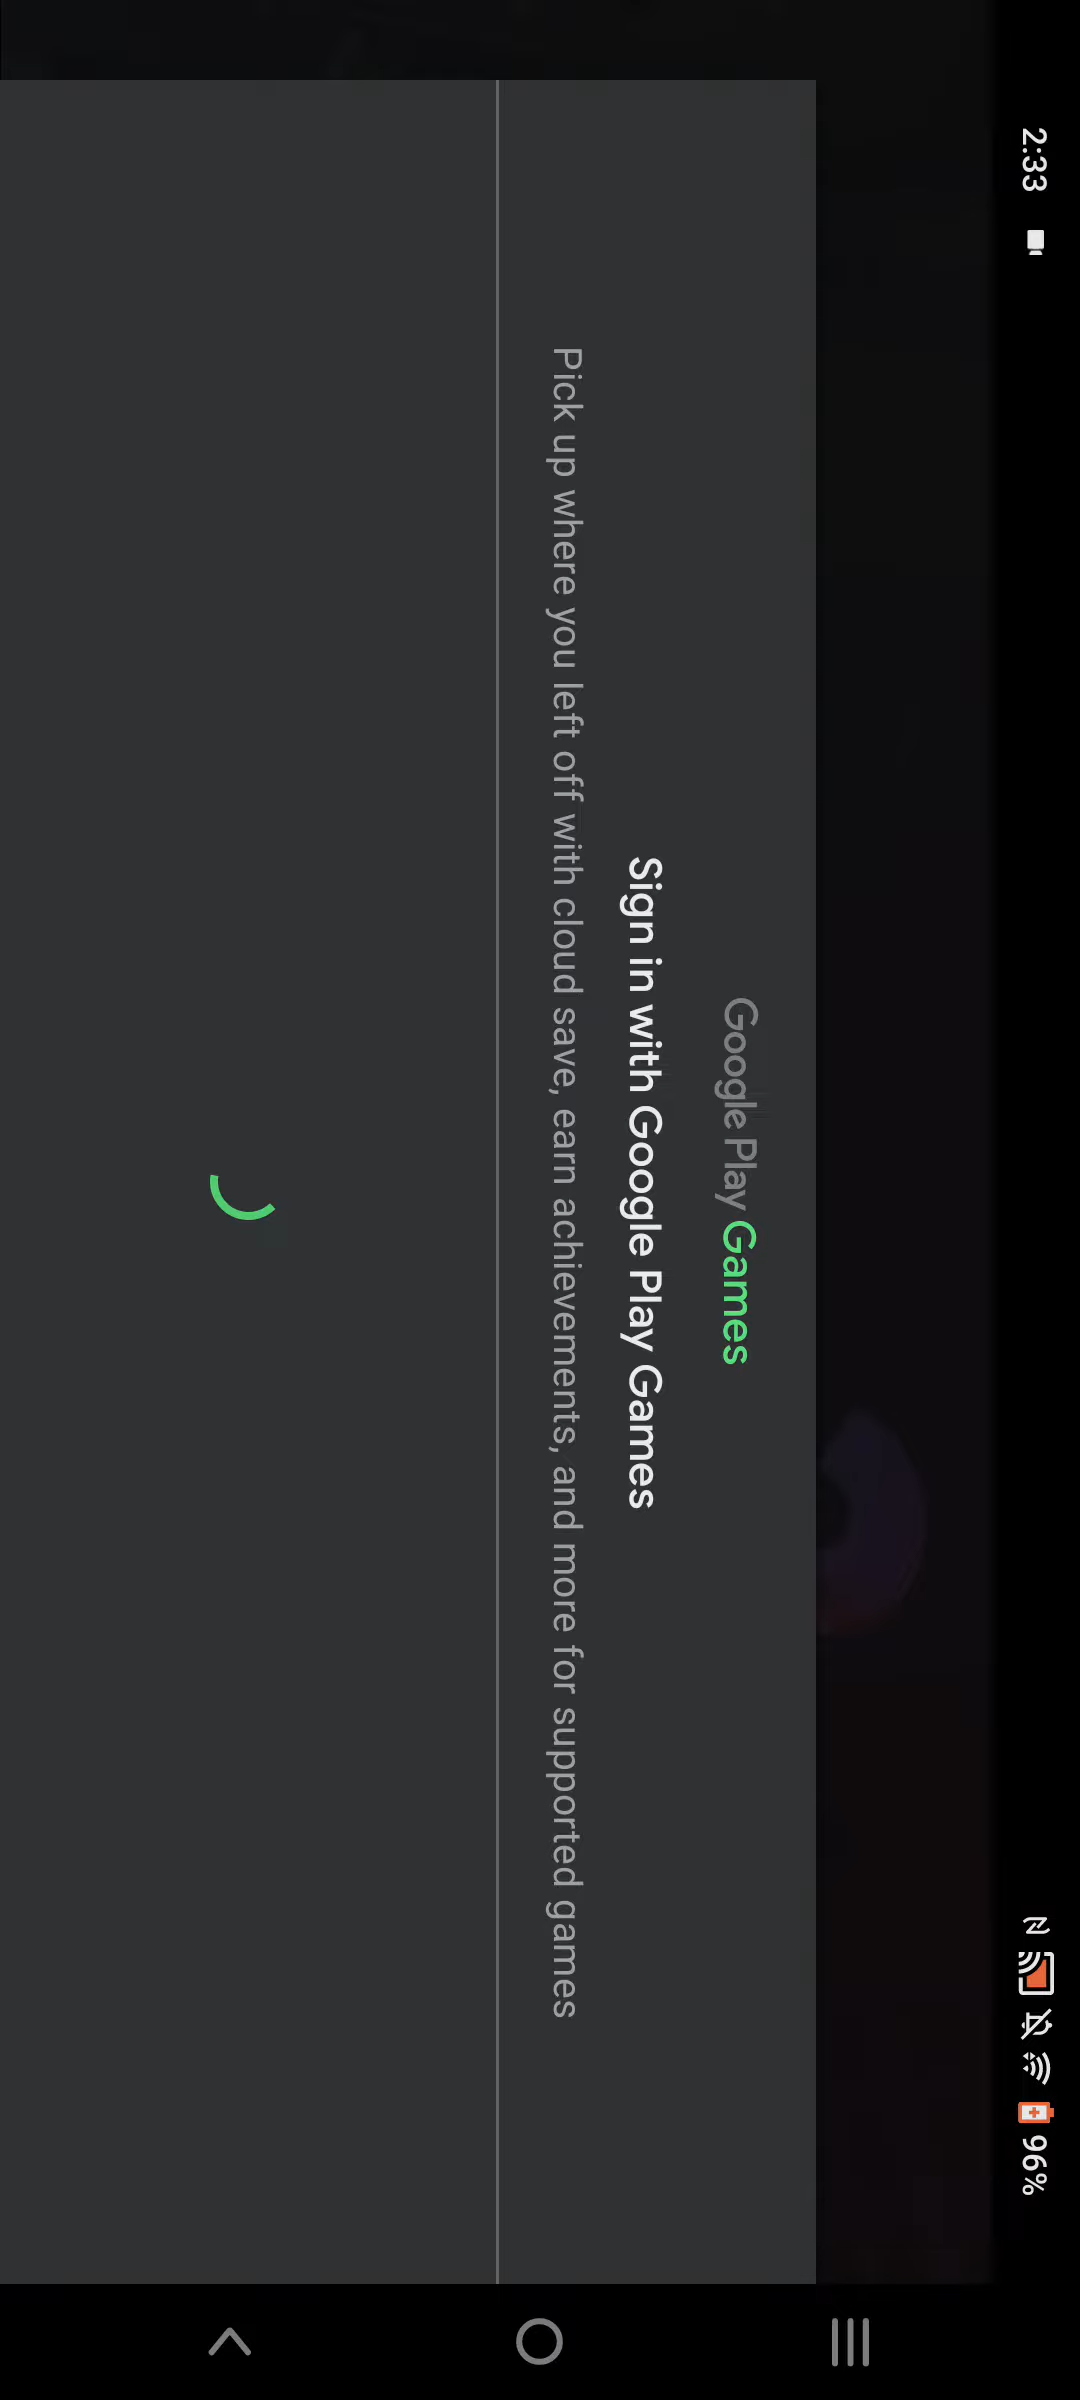 2:33
96%
Google Play Games
Sign in with Google Play Games
Pick up where you left off with cloud save, earn achievements, and more for supported games